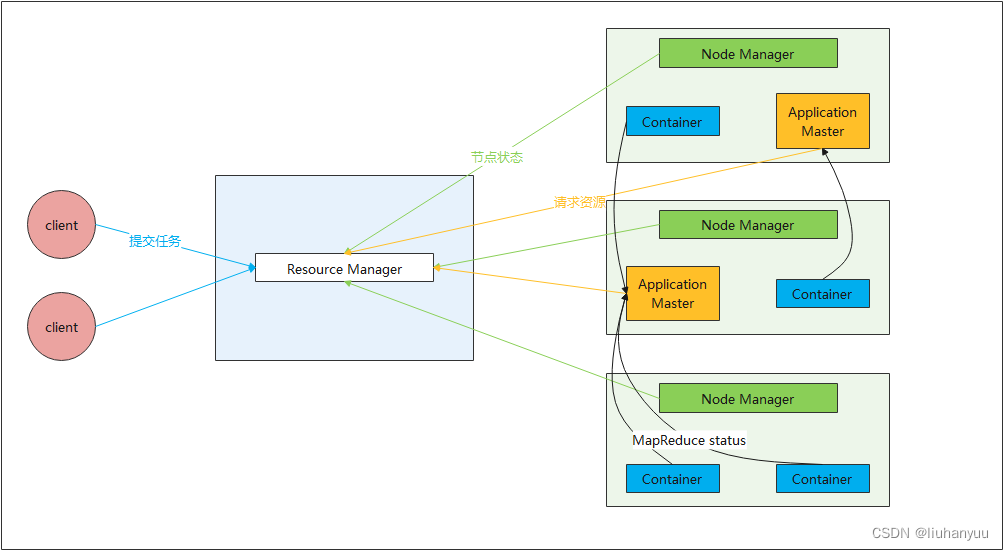 Node Manager
Container
Application
Master
节点状态
请求资源
client
提交任务
Resource Manager
Node Manager
Application
Master
Container
client
Node Manager
MapReduce status
Container
Container
CSDN @liuhanyuu